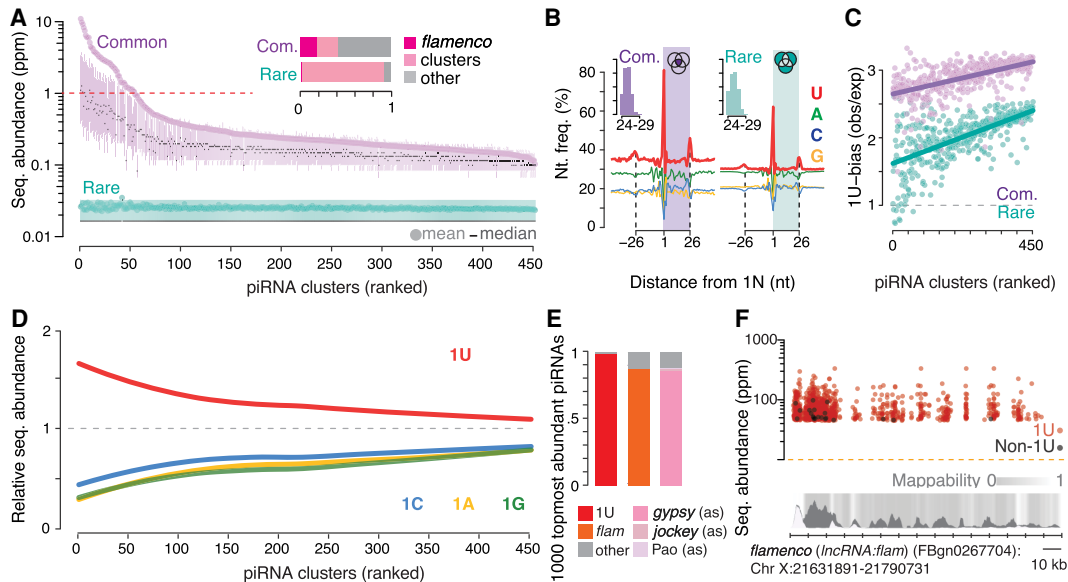 A
Seq. abundance (ppm)
10
1
0.1
0.01
Common
Rare
Com.
Rare
0
1
flamenco
clusters
other
mean
median
0
50
100
150
200
250
300
350
400
450
piRNA clusters (ranked)
B
Nt. freq. (%)
80
60
40
20
0
Com.
24-29
Rare
24-29
U
A
C
G
−26
1
26
−26
1
26
Distance from 1N (nt)
C
1U−bias (obs/exp)
3
2
1
Com.
Rare
0
450
piRNA clusters (ranked)
D
Relative seq. abundance
2
1
0
1U
1C
1A
1G
0
50
100
150
200
250
300
350
400
450
piRNA clusters (ranked)
E
1000 topmost abundant piRNAs
1
.5
0
1U
flam
other
gypsy (as)
jockey (as)
Pao (as)
F
Seq. abundance (ppm)
1000
100
1U
Non-1U
Mappability 0
1
flamenco (lncRNA:flam) (FBgn0267704):
Chr X:21631891-21790731
10 kb